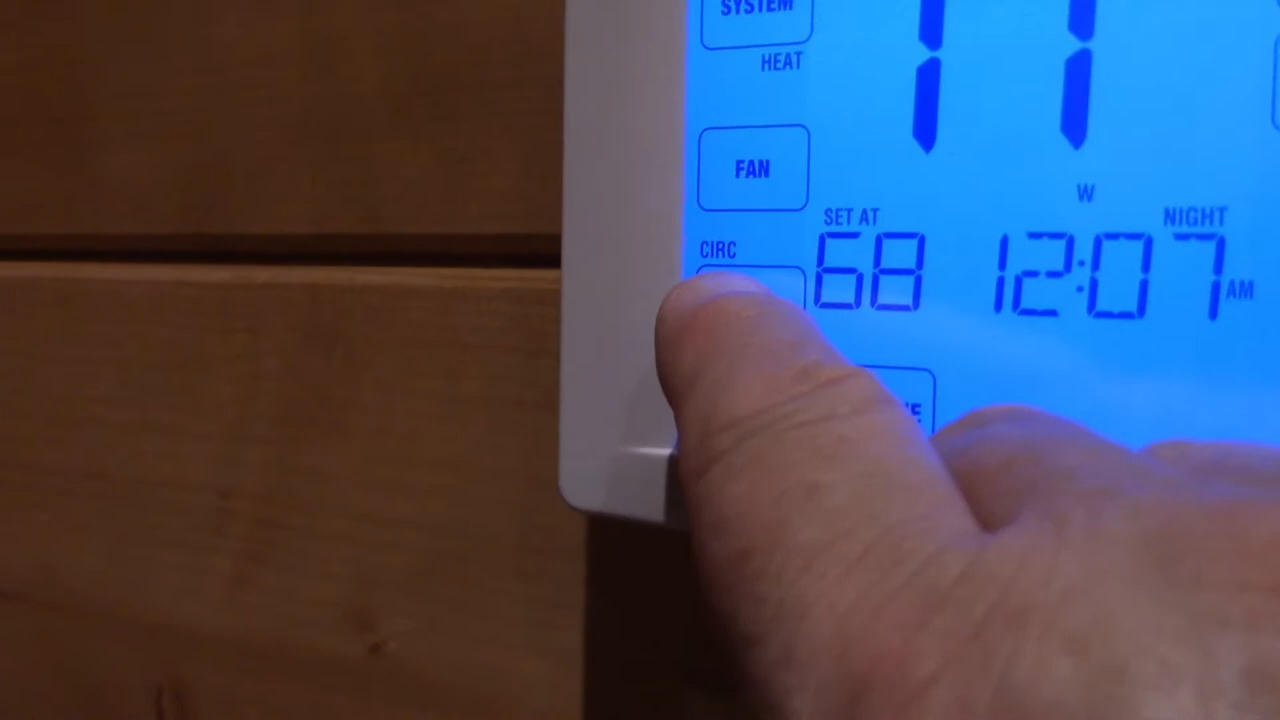 SYSTEM
HEAT
FAN
W
SET AT
NIGHT
CIRC
68
12:07 AM